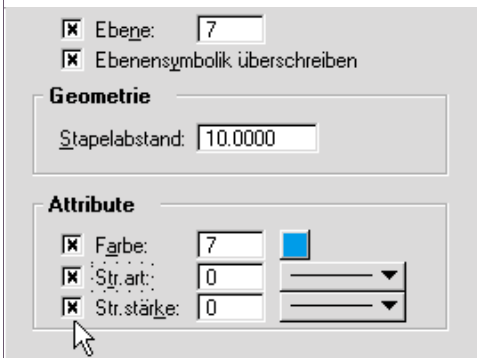 Ebene: 7
Ebenensymbolik überschreiben
Geometrie
Stapelabstand: 10.0000
Attribute
Farbe: 7
Str.art: 0
Str.stärke: 0